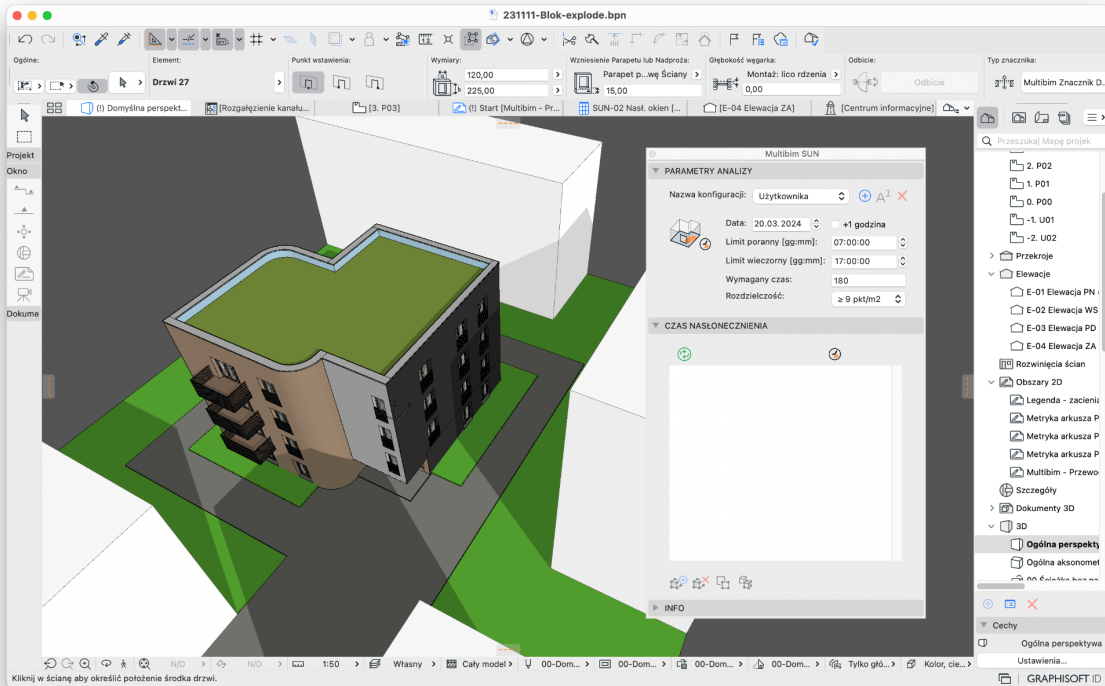 231111-Blok-explode.bpn
Ogólne:
Element:
Drzwi 27
Punkt wstawienia:
Wymiary:
120,00
225,00
Wzniesienie Parapetu lub Nadproża:
Parapet p...wę Ściany
15,00
Głębokość węgarka:
Montaż: lico rdzenia
0,00
Odbicie:
Odbicie
Typ znacznika:
Multibim Znacznik D..
(!) Domyślna perspekt...
[Rozgałęzienie kanału...
[3. P03]
(!) Start [Multibim - Pr...
SUN-02 Nasł. okien [...
[E-04 Elewacja ZA]
[Centrum informacyjne]
Projekt
Okno
Dokume
Multibim SUN
PARAMETRY ANALIZY
Nazwa konfiguracji:
Użytkownika
Data:
20.03.2024
+1 godzina
Limit poranny [gg:mm]:
07:00:00
Limit wieczorny [gg:mm]:
17:00:00
Wymagany czas:
180
Rozdzielczość:
≥ 9 pkt/m2
CZAS NASŁONECZNIENIA
INFO
Przeszukaj Mapę projek
2. P02
1. P01
0. P00
-1. U01
-2. U02
Przekroje
Elewacje
E-01 Elewacja PN
E-02 Elewacja WS
E-03 Elewacja PD
E-04 Elewacja ZA
Rozwinięcia ścian
Obszary 2D
Legenda - zacienia
Metryka arkusza P
Metryka arkusza P
Metryka arkusza P
Multibim - Przewo
Szczegóły
Dokumenty 3D
3D
Ogólna perspekty
Ogólna aksonomet
Cechy
Ogólna perspektywa
Ustawienia...
N/D
N/D
1:50
Własny
Cały model
00-Dom...
00-Dom...
00-Dom...
00-Dom...
Tylko głó...
Kolor, cie...
Kliknij w ścianę aby określić położenie środka drzwi.
GRAPHISOFT ID